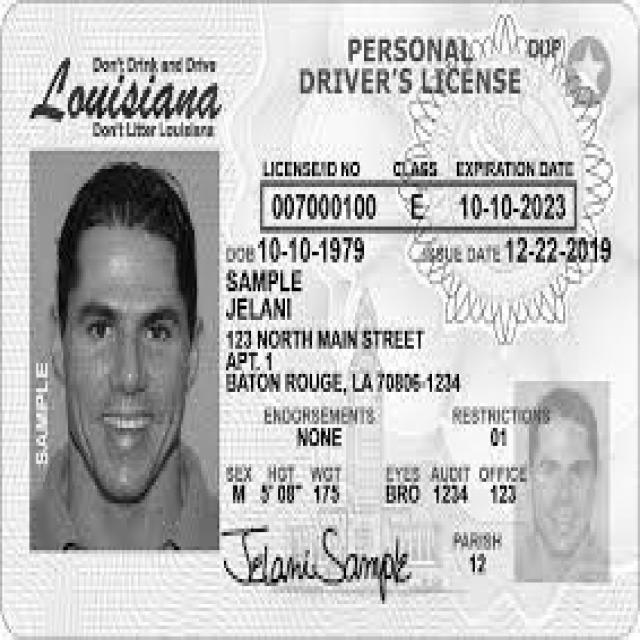 Don't Drink and Drive
Louisiana
Don't Litter Louisiana
PERSONAL DUP
DRIVER'S LICENSE
LICENSE/ID NO CLASS EXPIRATION DATE
007000100 E 10-10-2023
DOB 10-10-1979 ISSUE DATE 12-22-2019
SAMPLE
JELANI
123 NORTH MAIN STREET
APT. 1
BATON ROUGE, LA 70806-1234
ENDORSEMENTS RESTRICTIONS
NONE 01
SEX HGT WGT EYES AUDIT OFFICE
M 5' 08" 175 BRO 1234 123
PARISH
12
Jelani Sample
SAMPLE